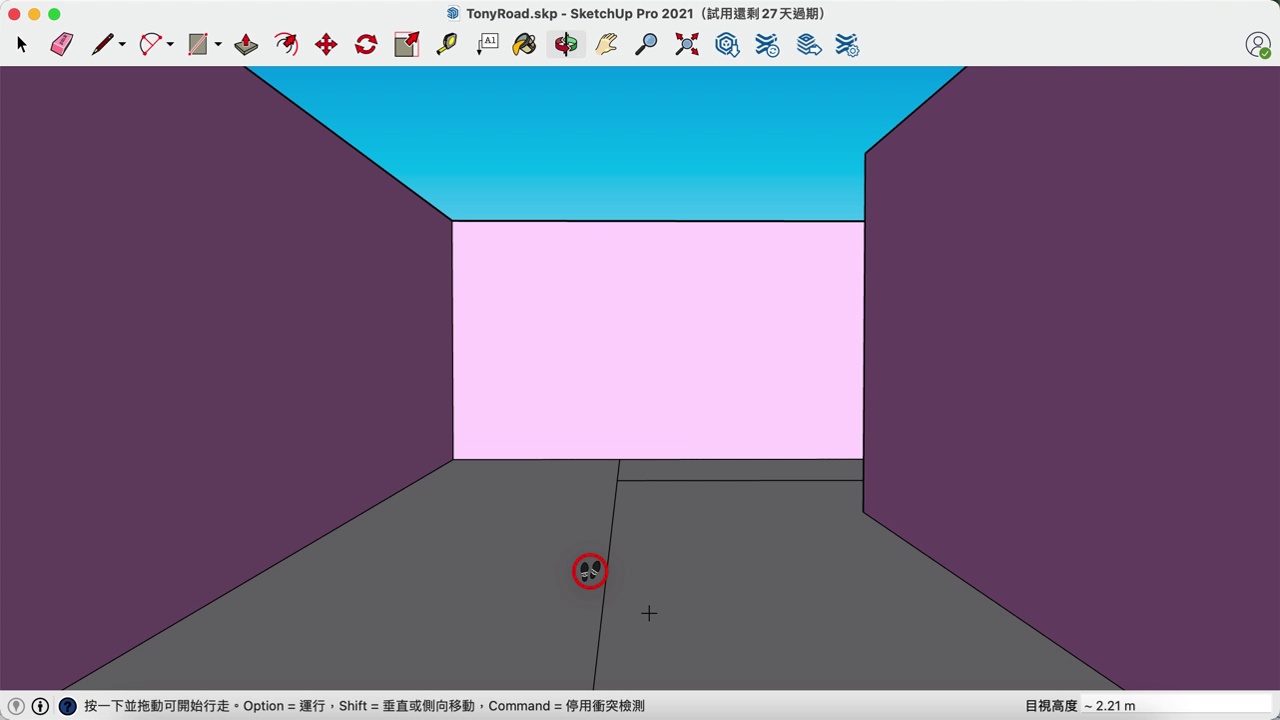 TonyRoad.skp - SketchUp Pro 2021（試用還剩 27 天過期）
A1
按一下並拖動可開始行走。Option = 運行，Shift = 垂直或側向移動，Command = 停用衝突檢測
目視高度 ~ 2.21 m